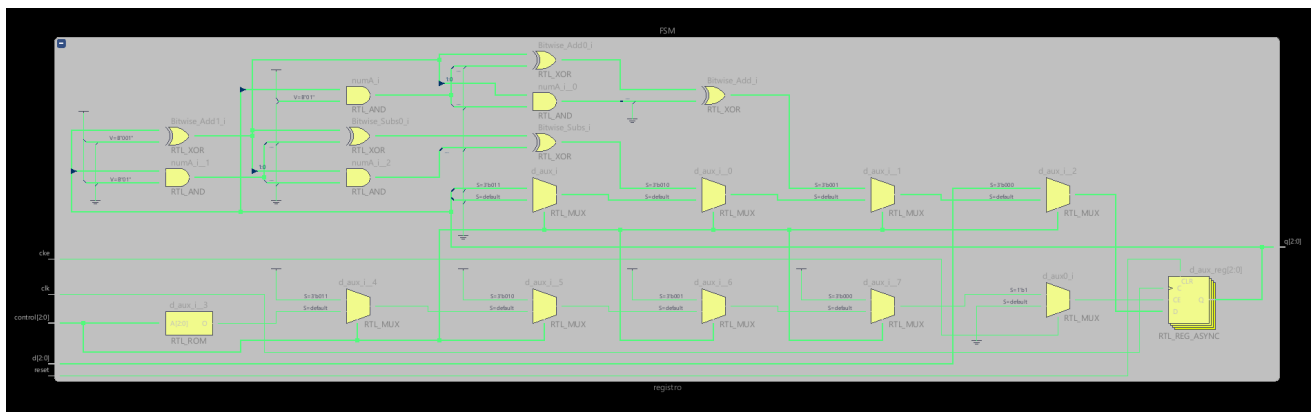 FSM
Bitwise_Add0_i
RTL_XOR
numA_i
V=B"01"
RTL_AND
10
numA_i__0
RTL_AND
Bitwise_Add_i
RTL_XOR
Bitwise_Add1_i
V=B"001"
RTL_XOR
Bitwise_Subs0_i
RTL_XOR
Bitwise_Subs_i
RTL_XOR
numA_i__1
V=B"01"
RTL_AND
10
numA_i__2
RTL_AND
d_aux_i
S=3'b011
S=default
RTL_MUX
d_aux_i__0
S=3'b010
S=default
RTL_MUX
d_aux_i__1
S=3'b001
S=default
RTL_MUX
d_aux_i__2
S=3'b000
S=default
RTL_MUX
q[2:0]
cke
clk
control[2:0]
d[2:0]
reset
d_aux_i__3
A[2:0]
O
RTL_ROM
d_aux_i__4
S=3'b011
S=default
RTL_MUX
d_aux_i__5
S=3'b010
S=default
RTL_MUX
d_aux_i__6
S=3'b001
S=default
RTL_MUX
d_aux_i__7
S=3'b000
S=default
RTL_MUX
d_aux0_i
S=1'b1
S=default
RTL_MUX
d_aux_reg[2:0]
CLR
C
CE
Q
D
RTL_REG_ASYNC
registro